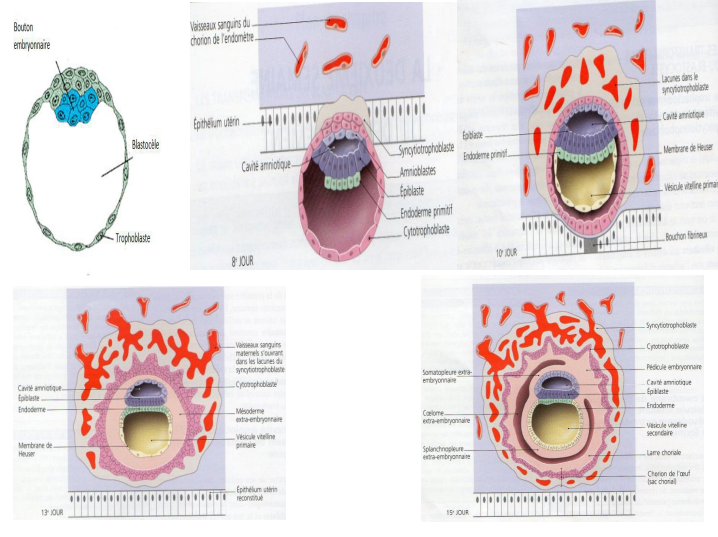 Bouton
embryonnaire
Blastocèle
Trophoblaste
Vaisseaux sanguins du
chorion de l'endomètre
Épithélium utérin
Cavité amniotique
Syncytiotrophoblaste
Amnioblastes
Épiblaste
Endoderme primitif
Cytotrophoblaste
8e JOUR
Lacunes dans le
syncytiotrophoblaste
Cavité amniotique
Épiblaste
Endoderme primitif
Membrane de Heuser
Vésicule vitelline primair
Bouchon fibrineux
10e JOUR
Vaisseaux sanguins
maternels s'ouvrant
dans les lacunes du
syncytiotrophoblaste
Cavité amniotique
Épiblaste
Endoderme
Cytotrophoblaste
Mésoderme
extra-embryonnaire
Membrane de
Heuser
Vésicule vitelline
primaire
Épithélium utérin
reconstitué
13e JOUR
Syncytiotrophoblaste
Cytotrophoblaste
Pédicule embryonnaire
Somatopleure extra-
embryonnaire
Cavité amniotique
Épiblaste
Endoderme
Cœlome
extra-embryonnaire
Vésicule vitelline
secondaire
Splanchnopleure
extra-embryonnaire
Larre choriale
Chorion de l'œuf
(sac chorial)
15e JOUR